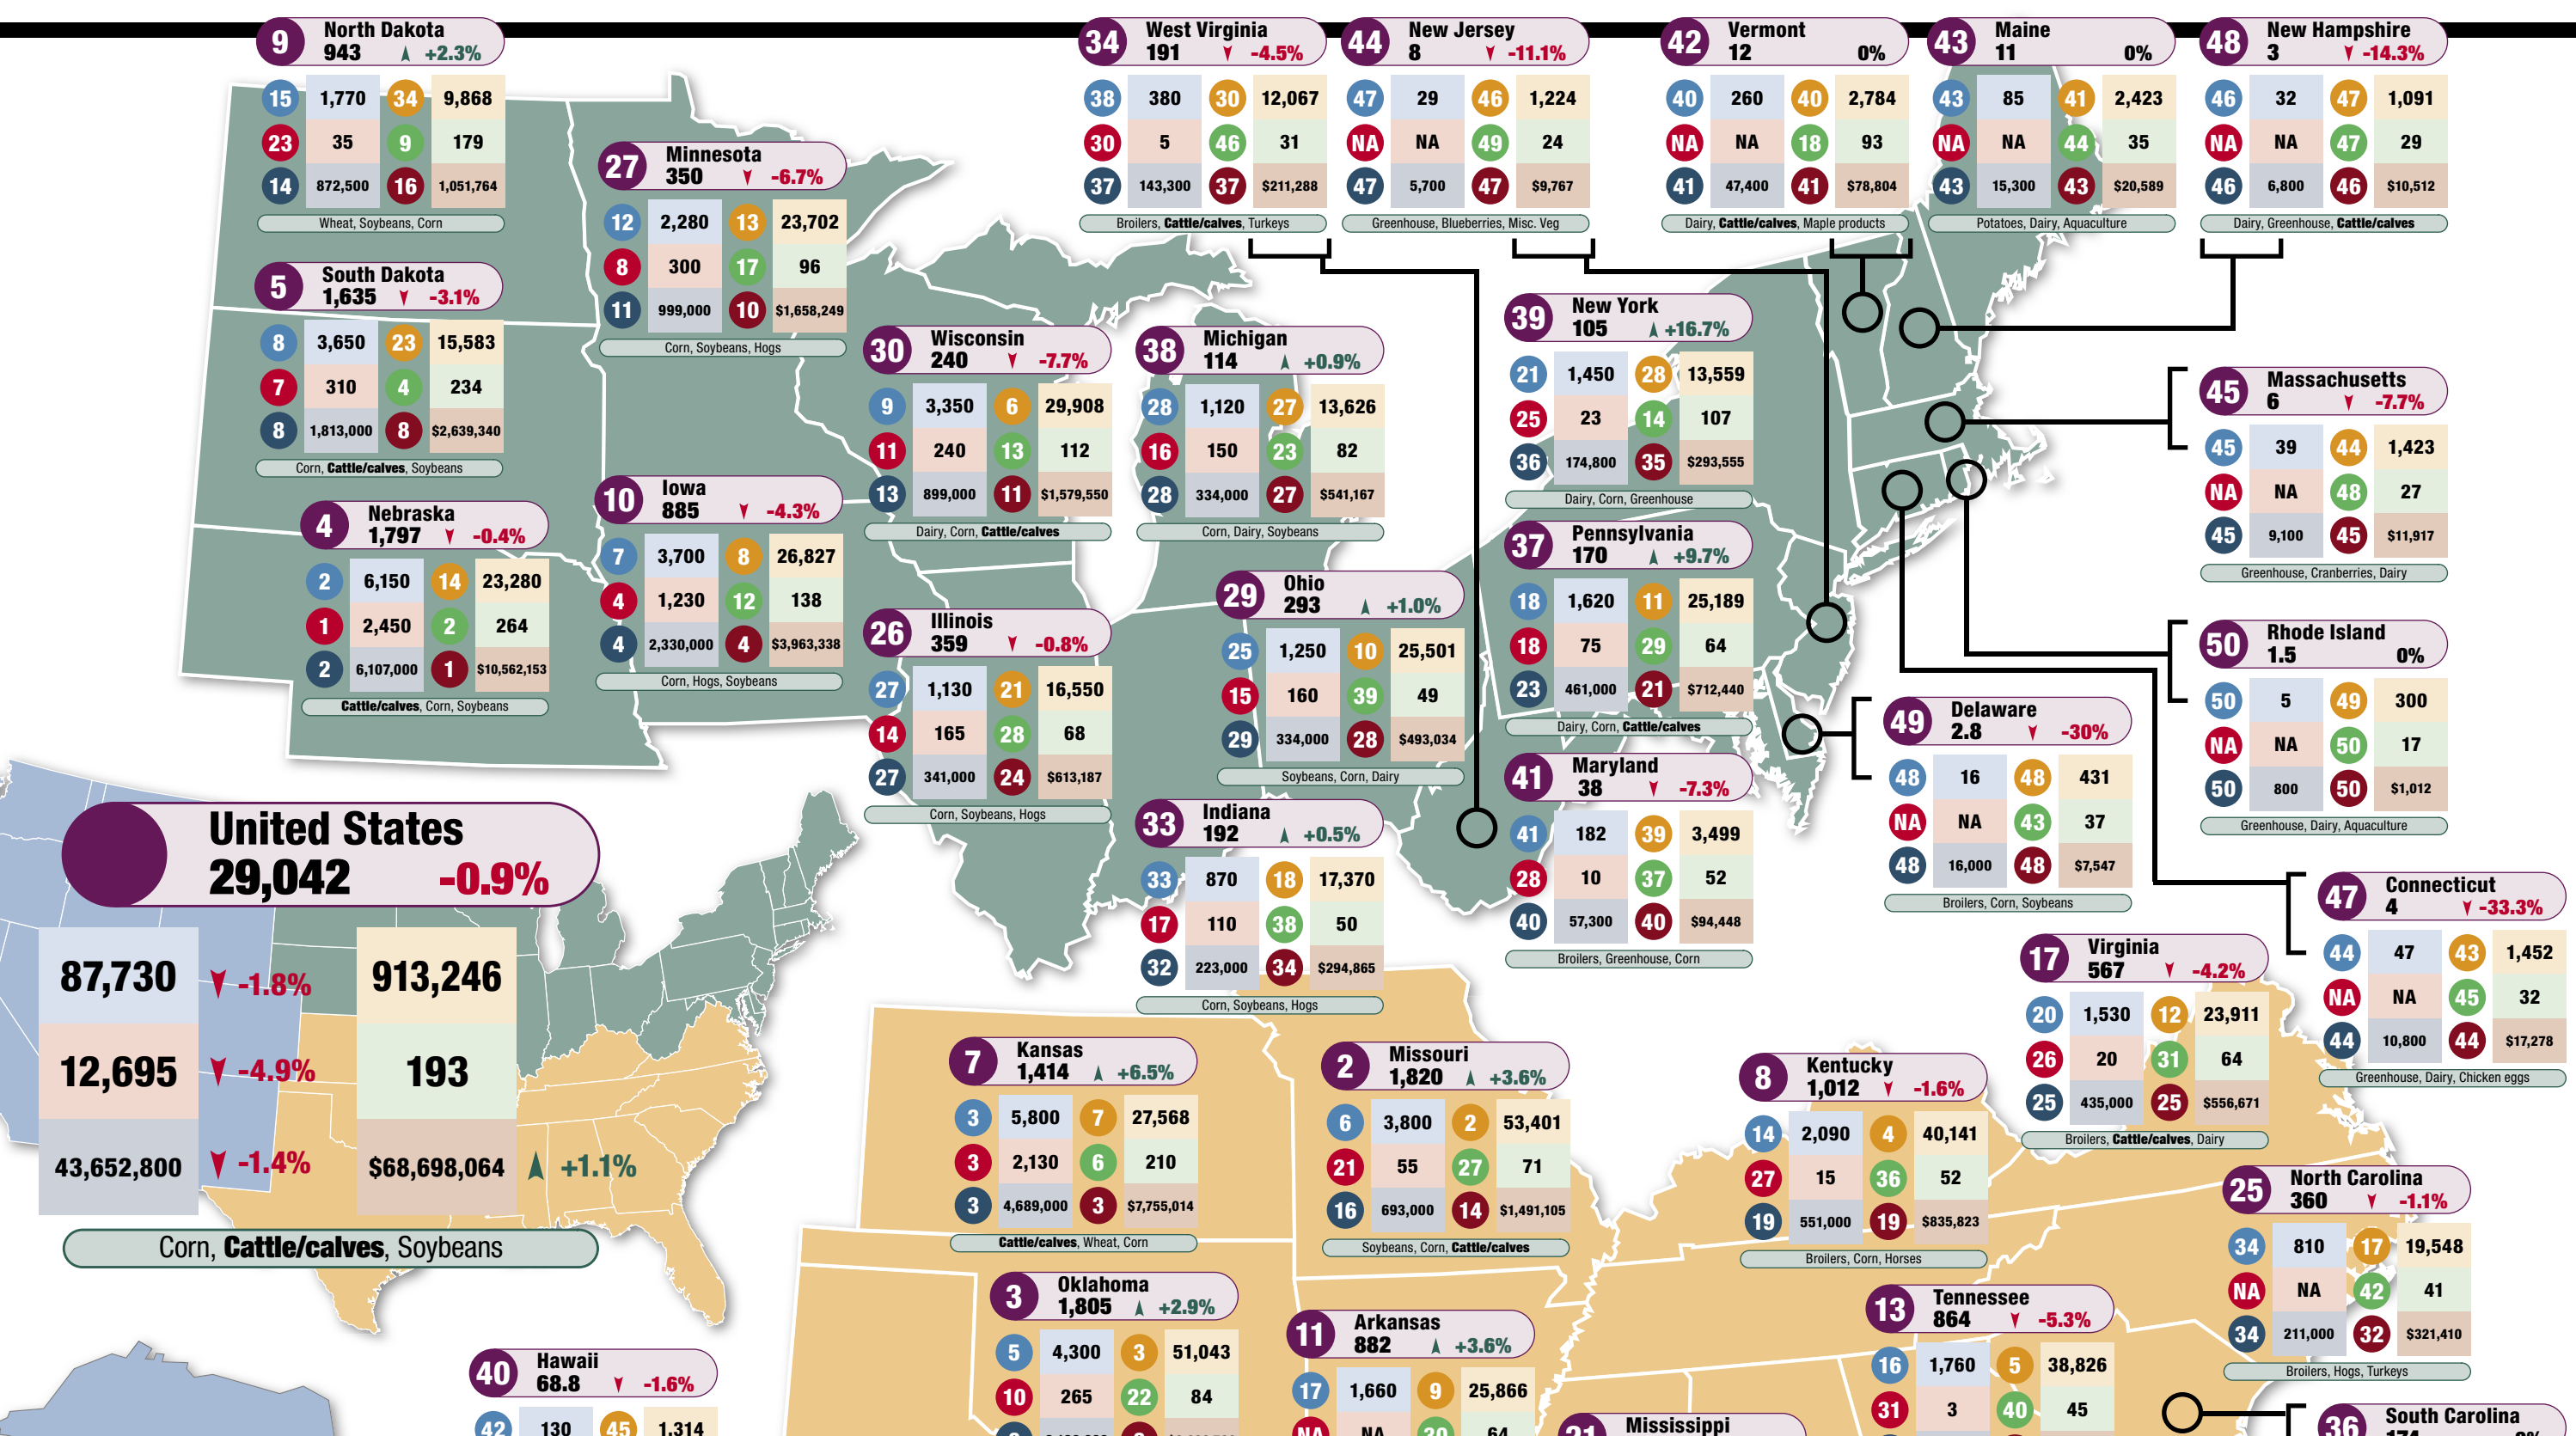 9 North Dakota
943 +2.3%
15 1,770 34 9,868
23 35 9 179
14 872,500 16 1,051,764
Wheat, Soybeans, Corn
34 West Virginia
191 -4.5%
38 380 30 12,067
30 5 46 31
37 143,300 37 $211,288
Broilers, Cattle/calves, Turkeys
44 New Jersey
8 -11.1%
47 29 46 1,224
NA NA 49 24
47 5,700 47 $9,767
Greenhouse, Blueberries, Misc. Veg
42 Vermont
12 0%
40 260 40 2,784
NA NA 18 93
41 47,400 41 $78,804
Dairy, Cattle/calves, Maple products
43 Maine
11 0%
43 85 41 2,423
NA NA 44 35
43 15,300 43 $20,589
Potatoes, Dairy, Aquaculture
48 New Hampshire
3 -14.3%
46 32 47 1,091
NA NA 47 29
46 6,800 46 $10,512
Dairy, Greenhouse, Cattle/calves
27 Minnesota
350 -6.7%
12 2,280 13 23,702
8 300 17 96
11 999,000 10 $1,658,249
Corn, Soybeans, Hogs
5 South Dakota
1,635 -3.1%
8 3,650 23 15,583
7 310 4 234
8 1,813,000 8 $2,639,340
Corn, Cattle/calves, Soybeans
30 Wisconsin
240 -7.7%
9 3,350 6 29,908
11 240 13 112
13 899,000 11 $1,579,550
Dairy, Corn, Cattle/calves
38 Michigan
114 +0.9%
28 1,120 27 13,626
16 150 23 82
28 334,000 27 $541,167
Corn, Dairy, Soybeans
39 New York
105 +16.7%
21 1,450 28 13,559
25 23 14 107
36 174,800 35 $293,555
Dairy, Corn, Greenhouse
45 Massachusetts
6 -7.7%
45 39 44 1,423
NA NA 48 27
45 9,100 45 $11,917
Greenhouse, Cranberries, Dairy
4 Nebraska
1,797 -0.4%
2 6,150 14 23,280
1 2,450 2 264
2 6,107,000 1 $10,562,153
Cattle/calves, Corn, Soybeans
10 Iowa
885 -4.3%
7 3,700 8 26,827
4 1,230 12 138
4 2,330,000 4 $3,963,338
Corn, Hogs, Soybeans
37 Pennsylvania
170 +9.7%
18 1,620 11 25,189
18 75 29 64
23 461,000 21 $712,440
Dairy, Corn, Cattle/calves
29 Ohio
293 +1.0%
25 1,250 10 25,501
15 160 39 49
29 334,000 28 $493,034
Soybeans, Corn, Dairy
26 Illinois
359 -0.8%
27 1,130 21 16,550
14 165 28 68
27 341,000 24 $613,187
Corn, Soybeans, Hogs
50 Rhode Island
1.5 0%
50 5 49 300
NA NA 50 17
50 800 50 $1,012
Greenhouse, Dairy, Aquaculture
49 Delaware
2.8 -30%
48 16 48 431
NA NA 43 37
48 16,000 48 $7,547
Broilers, Corn, Soybeans
41 Maryland
38 -7.3%
41 182 39 3,499
28 10 37 52
40 57,300 40 $94,448
Broilers, Greenhouse, Corn
33 Indiana
192 +0.5%
33 870 18 17,370
17 110 38 50
32 223,000 34 $294,865
Corn, Soybeans, Hogs
United States
29,042 -0.9%
87,730 -1.8% 913,246
12,695 -4.9% 193
43,652,800 -1.4% $68,698,064 +1.1%
Corn, Cattle/calves, Soybeans
47 Connecticut
4 -33.3%
44 47 43 1,452
NA NA 45 32
44 10,800 44 $17,278
Greenhouse, Dairy, Chicken eggs
17 Virginia
567 -4.2%
20 1,530 12 23,911
26 20 31 64
25 435,000 25 $556,671
Broilers, Cattle/calves, Dairy
7 Kansas
1,414 +6.5%
3 5,800 7 27,568
3 2,130 6 210
3 4,689,000 3 $7,755,014
Cattle/calves, Wheat, Corn
2 Missouri
1,820 +3.6%
6 3,800 2 53,401
21 55 27 71
16 693,000 14 $1,491,105
Soybeans, Corn, Cattle/calves
8 Kentucky
1,012 -1.6%
14 2,090 4 40,141
27 15 36 52
19 551,000 19 $835,823
Broilers, Corn, Horses
25 North Carolina
360 -1.1%
34 810 17 19,548
NA NA 42 41
34 211,000 32 $321,410
Broilers, Hogs, Turkeys
3 Oklahoma
1,805 +2.9%
5 4,300 3 51,043
10 265 22 84
11 Arkansas
882 +3.6%
17 1,660 9 25,866
NA NA 30 64
13 Tennessee
864 -5.3%
16 1,760 5 38,826
31 3 40 45
40 Hawaii
68.8 -1.6%
42 130 45 1,314
Mississippi
36 South Carolina